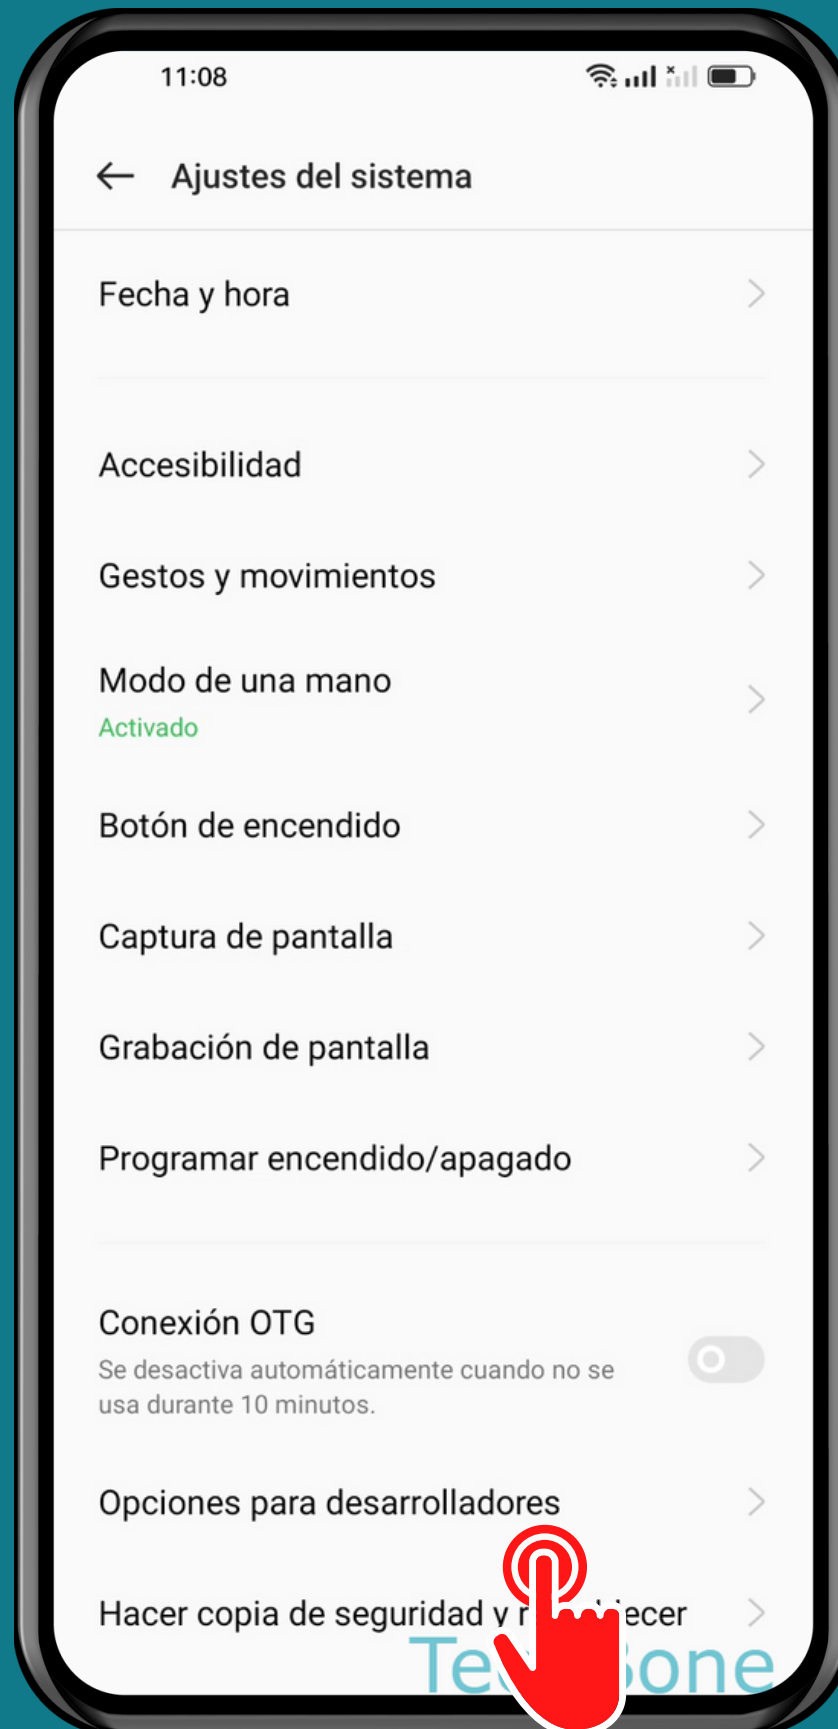 11:08
Ajustes del sistema
Fecha y hora
Accesibilidad
Gestos y movimientos
Modo de una mano
Activado
Botón de encendido
Captura de pantalla
Grabación de pantalla
Programar encendido/apagado
Conexión OTG
Se desactiva automáticamente cuando no se
usa durante 10 minutos.
Opciones para desarrolladores
Hacer copia de seguridad y